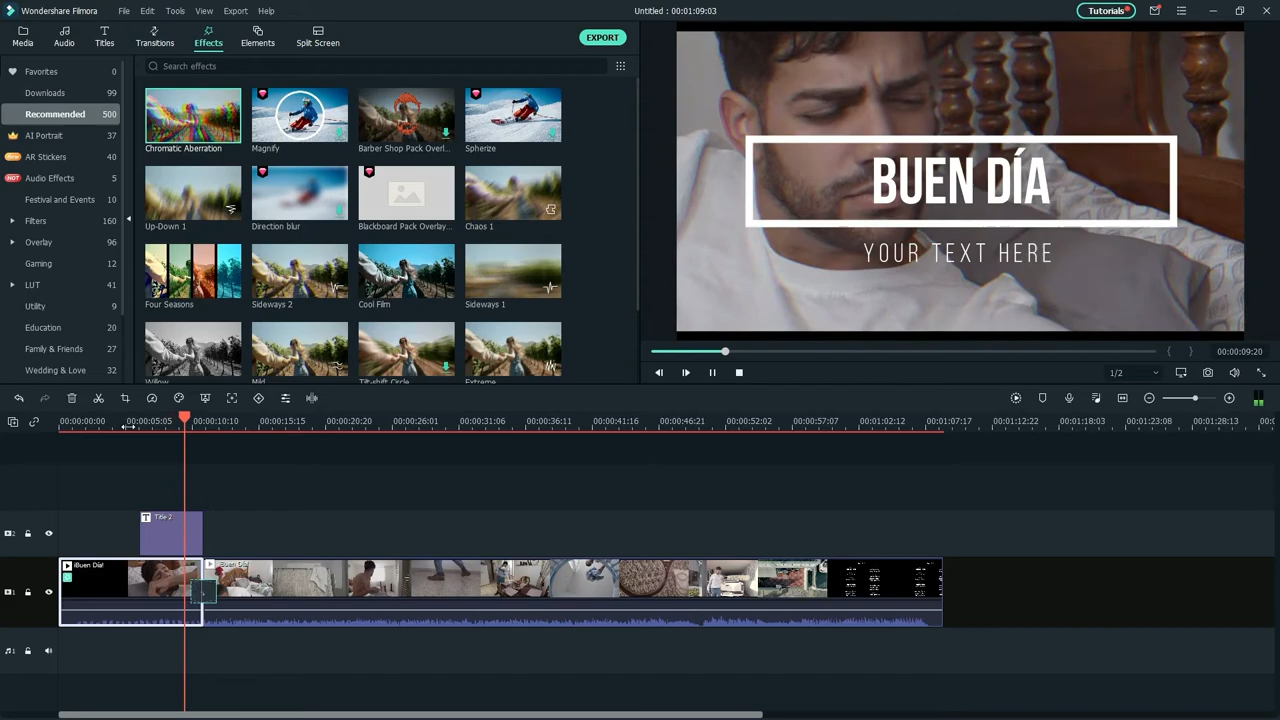 Wondershare Filmora File Edit Tools View Export Help Untitled : 00:01:09:03 Tutorials
Media Audio Titles Transitions Effects Elements Split Screen EXPORT
Favorites 0
Downloads 99
Recommended 500
AI Portrait 37
AR Stickers 40
HOT Audio Effects 5
Festival and Events 10
Filters 160
Overlay 96
Gaming 12
LUT 41
Utility 9
Education 20
Family & Friends 27
Wedding & Love 32
Search effects
Chromatic Aberration Magnify Barber Shop Pack Overl... Spherize
Up-Down 1 Direction blur Blackboard Pack Overlay... Chaos 1
Four Seasons Sideways 2 Cool Film Sideways 1
Willow Mild Tilt-shift Circle Extreme
BUEN DÍA
YOUR TEXT HERE
00:00:09:20
1/2
00:00:00:00 00:00:05:05 00:00:10:10 00:00:15:15 00:00:20:20 00:00:26:01 00:00:31:06 00:00:36:11 00:00:41:16 00:00:46:21 00:00:52:02 00:00:57:07 00:01:02:12 00:01:07:17 00:01:12:22 00:01:18:03 00:01:23:08 00:01:28:13
2 T Title 2
1 ¡Buen Día! ¡Buen Día!
1